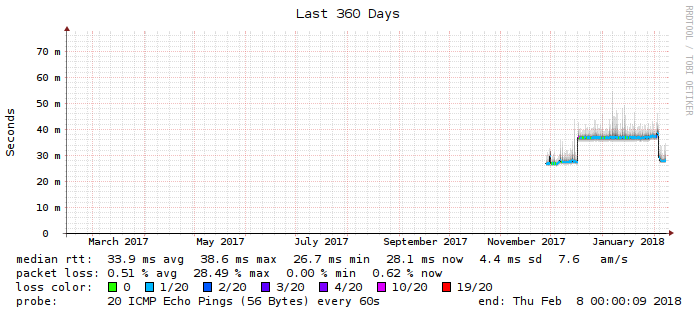 Last 360 Days
RRDTOOL / TOBI OETIKER
Seconds
70 m
60 m
50 m
40 m
30 m
20 m
10 m
0
March 2017 May 2017 July 2017 September 2017 November 2017 January 2018
median rtt: 33.9 ms avg 38.6 ms max 26.7 ms min 28.1 ms now 4.4 ms sd 7.6 am/s
packet loss: 0.51 % avg 28.49 % max 0.00 % min 0.62 % now
loss color: 0 1/20 2/20 3/20 4/20 10/20 19/20
probe: 20 ICMP Echo Pings (56 Bytes) every 60s end: Thu Feb 8 00:00:09 2018